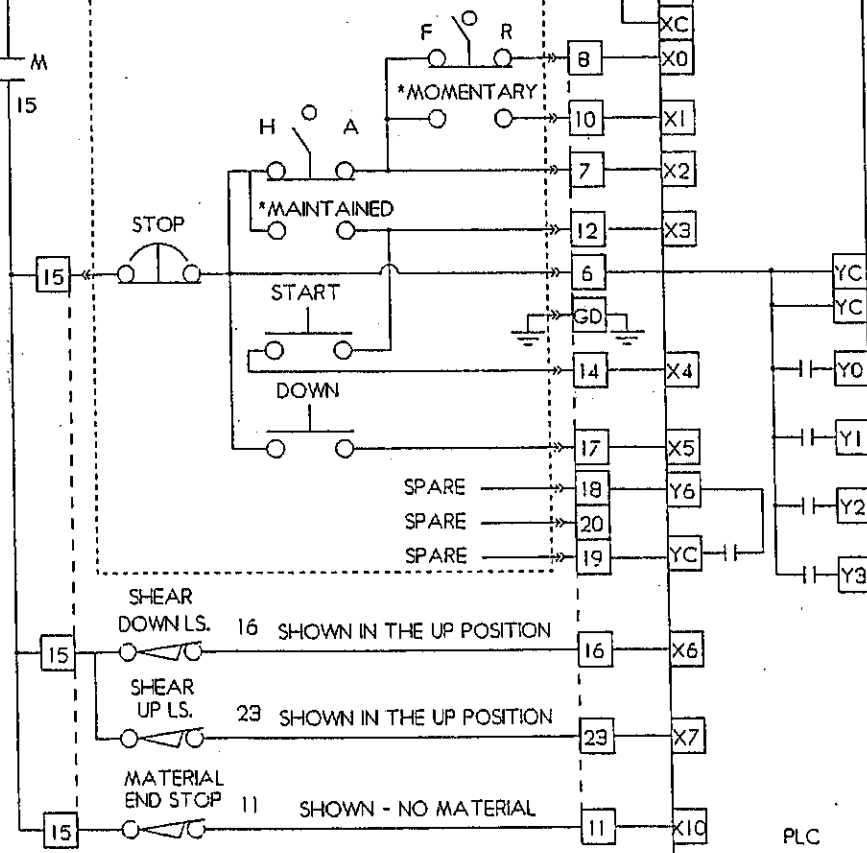 XC
F R 8 X0
M
*MOMENTARY
15
10 X1
H A
7 X2
*MAINTAINED
12 X3
STOP
15 6 YC
START
YC
GD
14 X4 Y0
DOWN
17 X5 Y1
SPARE 18 Y6 Y2
SPARE 20
SPARE 19 YC Y3
SHEAR
DOWN LS. 16 SHOWN IN THE UP POSITION
15 16 X6
SHEAR
UP LS. 23 SHOWN IN THE UP POSITION
23 X7
MATERIAL
END STOP 11 SHOWN - NO MATERIAL
15 11 X10 PLC